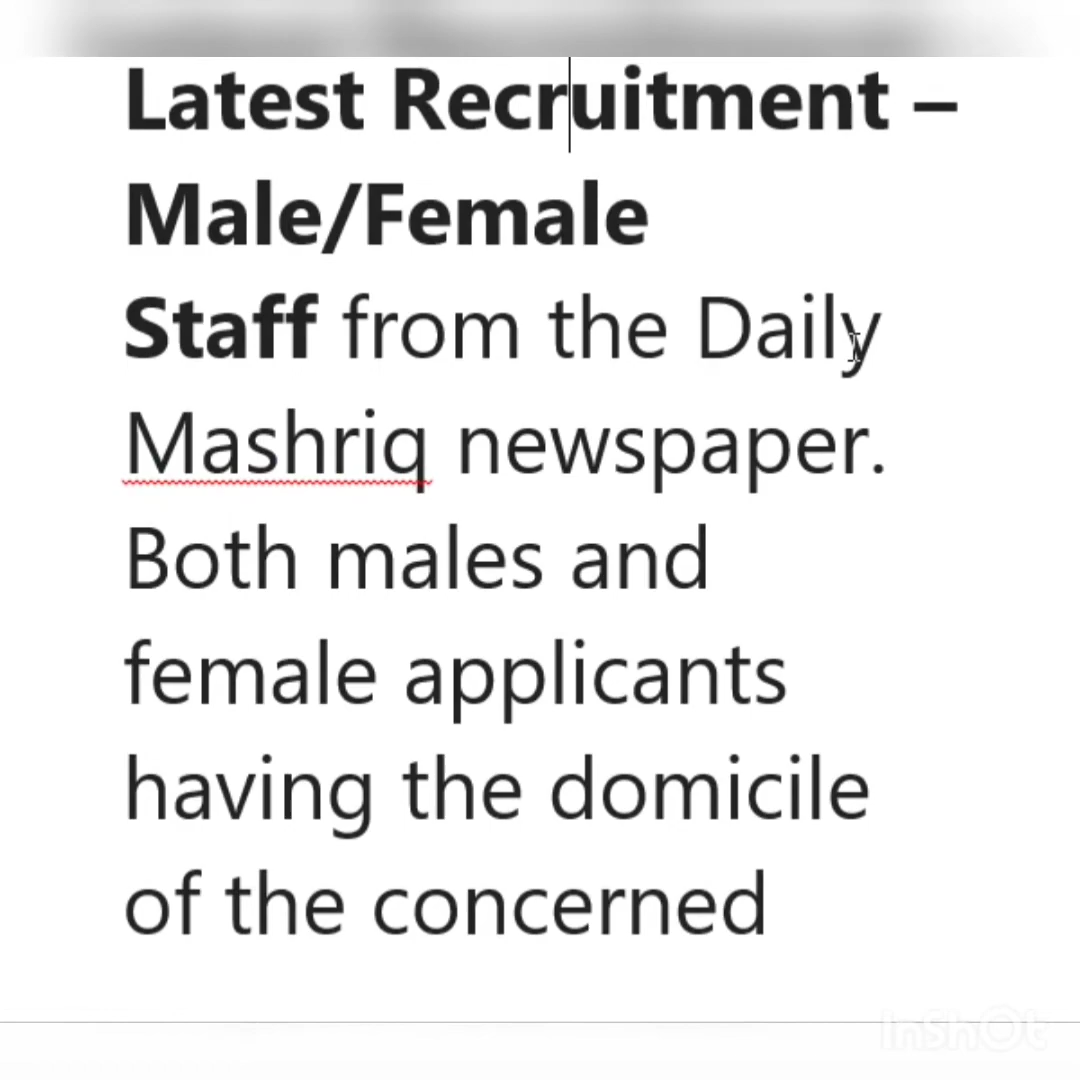 Latest Recruitment –
Male/Female
Staff from the Daily
Mashriq newspaper.
Both males and
female applicants
having the domicile
of the concerned
InShOt